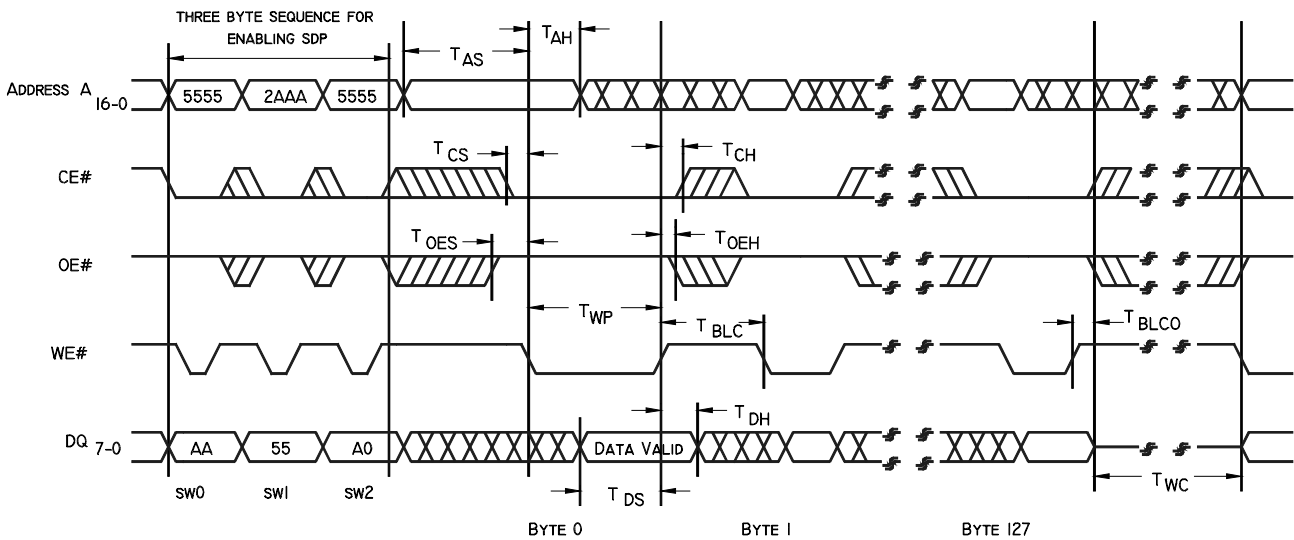 THREE BYTE SEQUENCE FOR
ENABLING SDP
T AH
T AS
ADDRESS A 16-0
5555 2AAA 5555
T CS
T CH
CE#
T OES
T OEH
OE#
T WP
T BLC
T BLCO
WE#
T DH
DQ 7-0
AA 55 A0 DATA VALID
SW0 SW1 SW2
T DS
T WC
BYTE 0 BYTE 1 BYTE 127